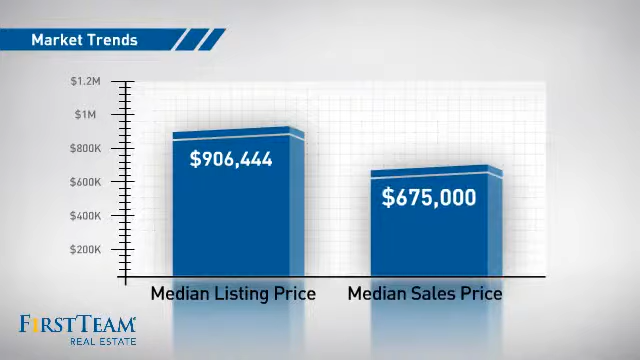 Market Trends
$1.2M
$1M
$800K
$600K
$400K
$200K
$906,444
$675,000
Median Listing Price
Median Sales Price
FIRSTTEAM®
REAL ESTATE